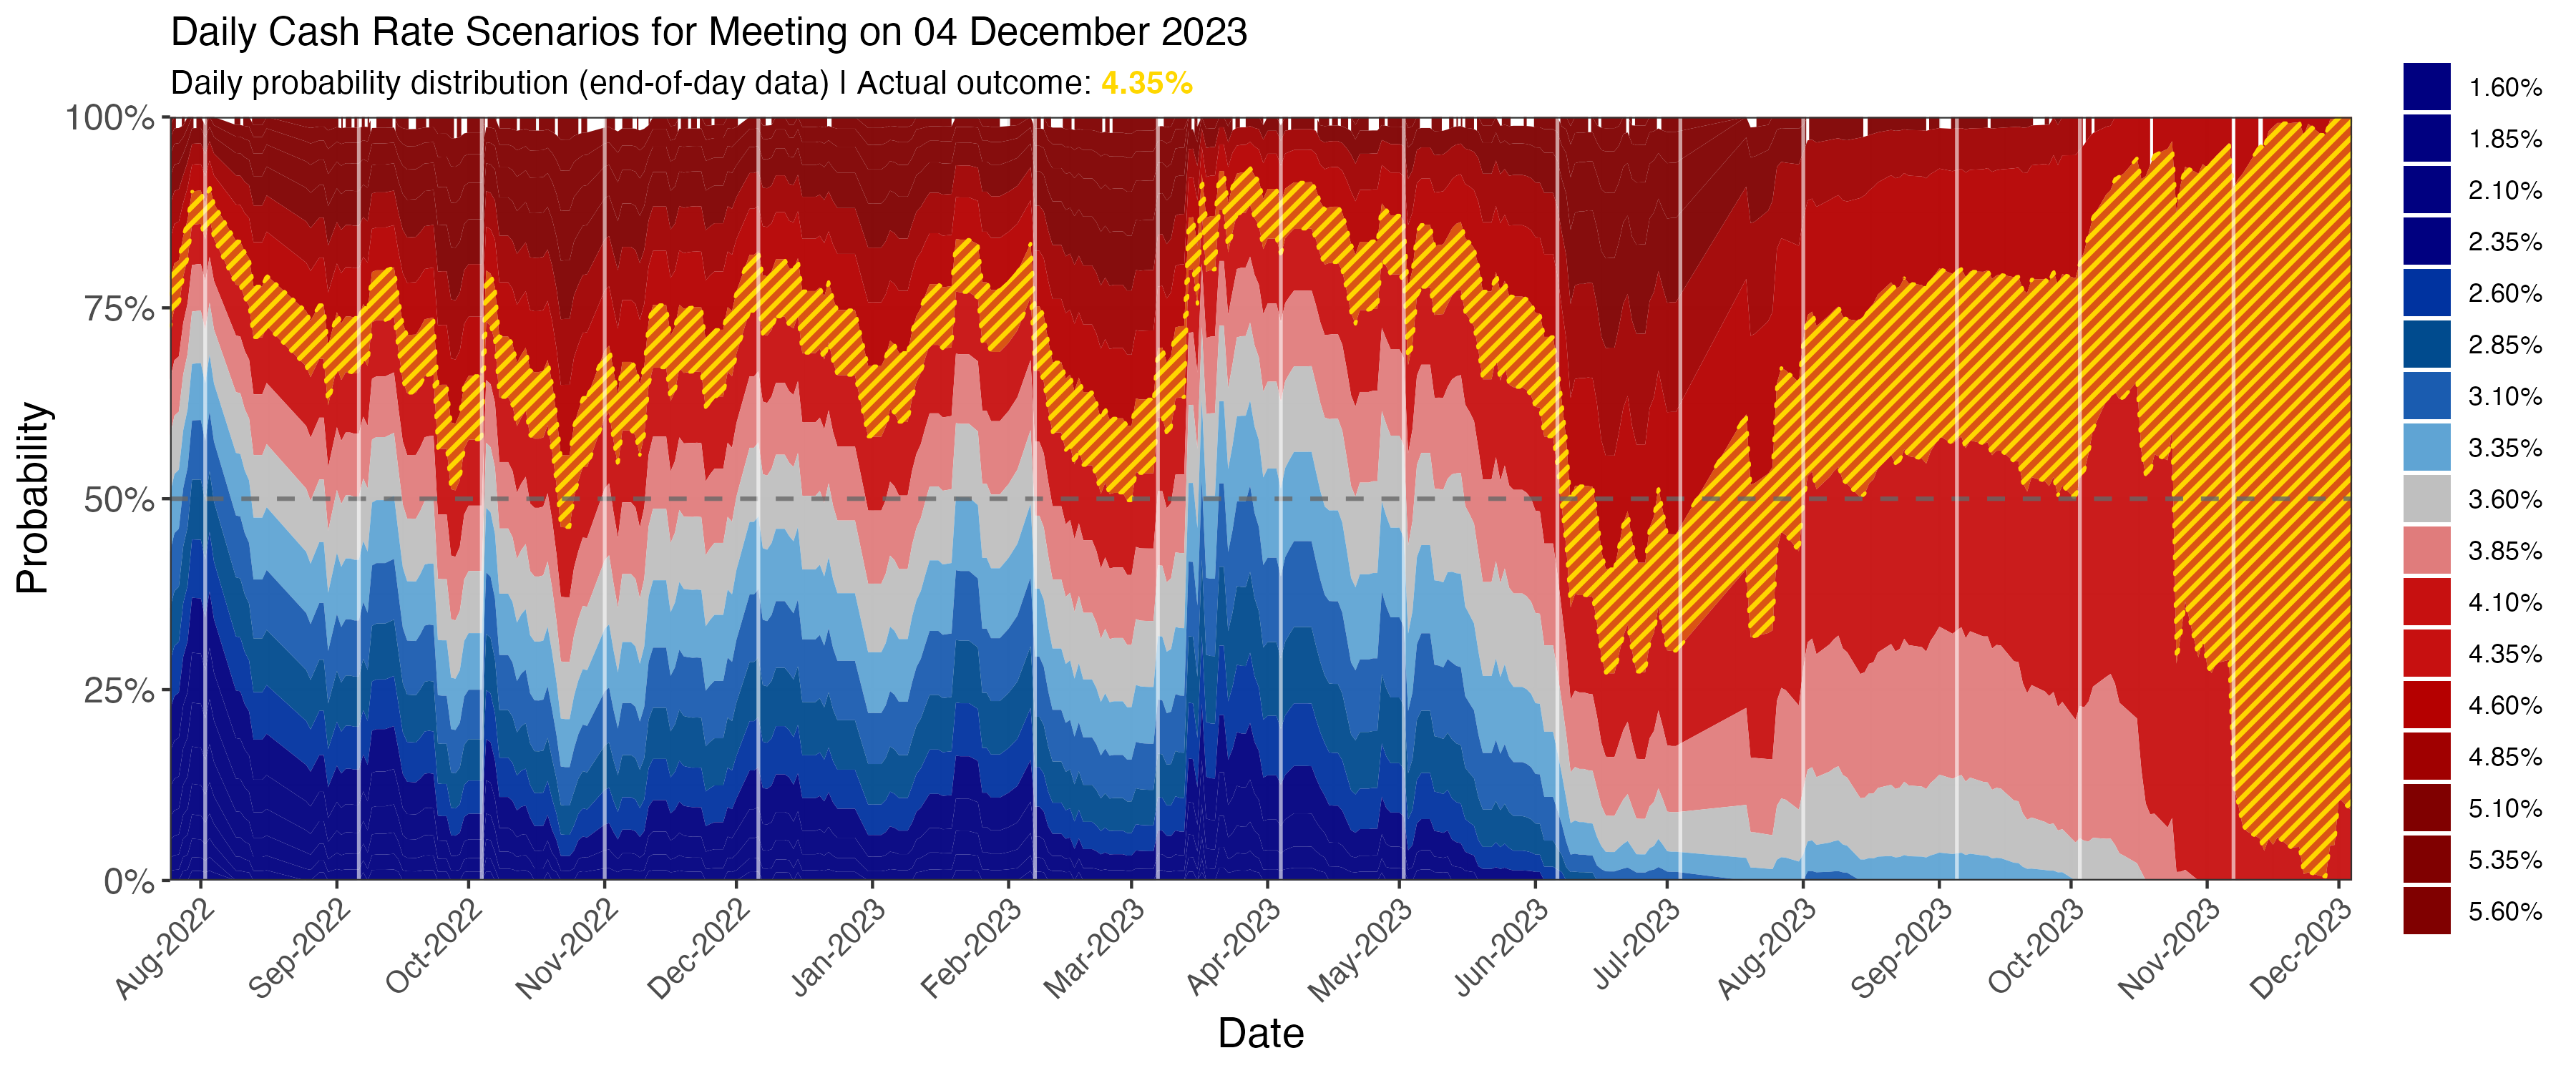 Daily Cash Rate Scenarios for Meeting on 04 December 2023
Daily probability distribution (end-of-day data) | Actual outcome: 4.35%
Probability
100%
75%
50%
25%
0%
Aug-2022
Sep-2022
Oct-2022
Nov-2022
Dec-2022
Jan-2023
Feb-2023
Mar-2023
Apr-2023
May-2023
Jun-2023
Jul-2023
Aug-2023
Sep-2023
Oct-2023
Nov-2023
Dec-2023
Date
1.60%
1.85%
2.10%
2.35%
2.60%
2.85%
3.10%
3.35%
3.60%
3.85%
4.10%
4.35%
4.60%
4.85%
5.10%
5.35%
5.60%